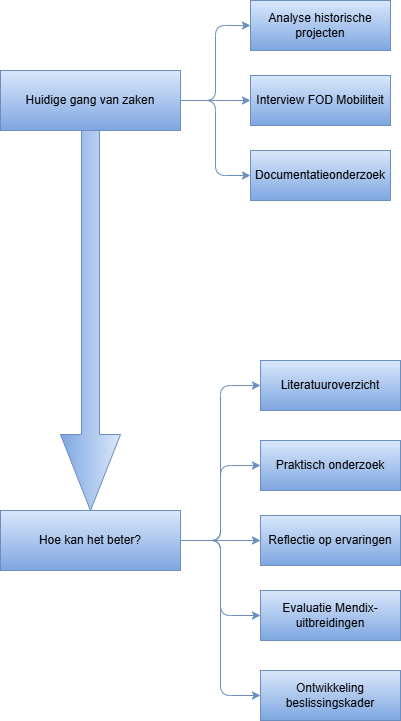 Analyse historische
projecten
Huidige gang van zaken
Interview FOD Mobiliteit
Documentatieonderzoek
Literatuuroverzicht
Praktisch onderzoek
Hoe kan het beter?
Reflectie op ervaringen
Evaluatie Mendix-
uitbreidingen
Ontwikkeling
beslissingskader